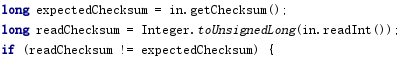 long expectedChecksum = in.getChecksum();
long readChecksum = Integer.toUnsignedLong(in.readInt());
if (readChecksum != expectedChecksum) {